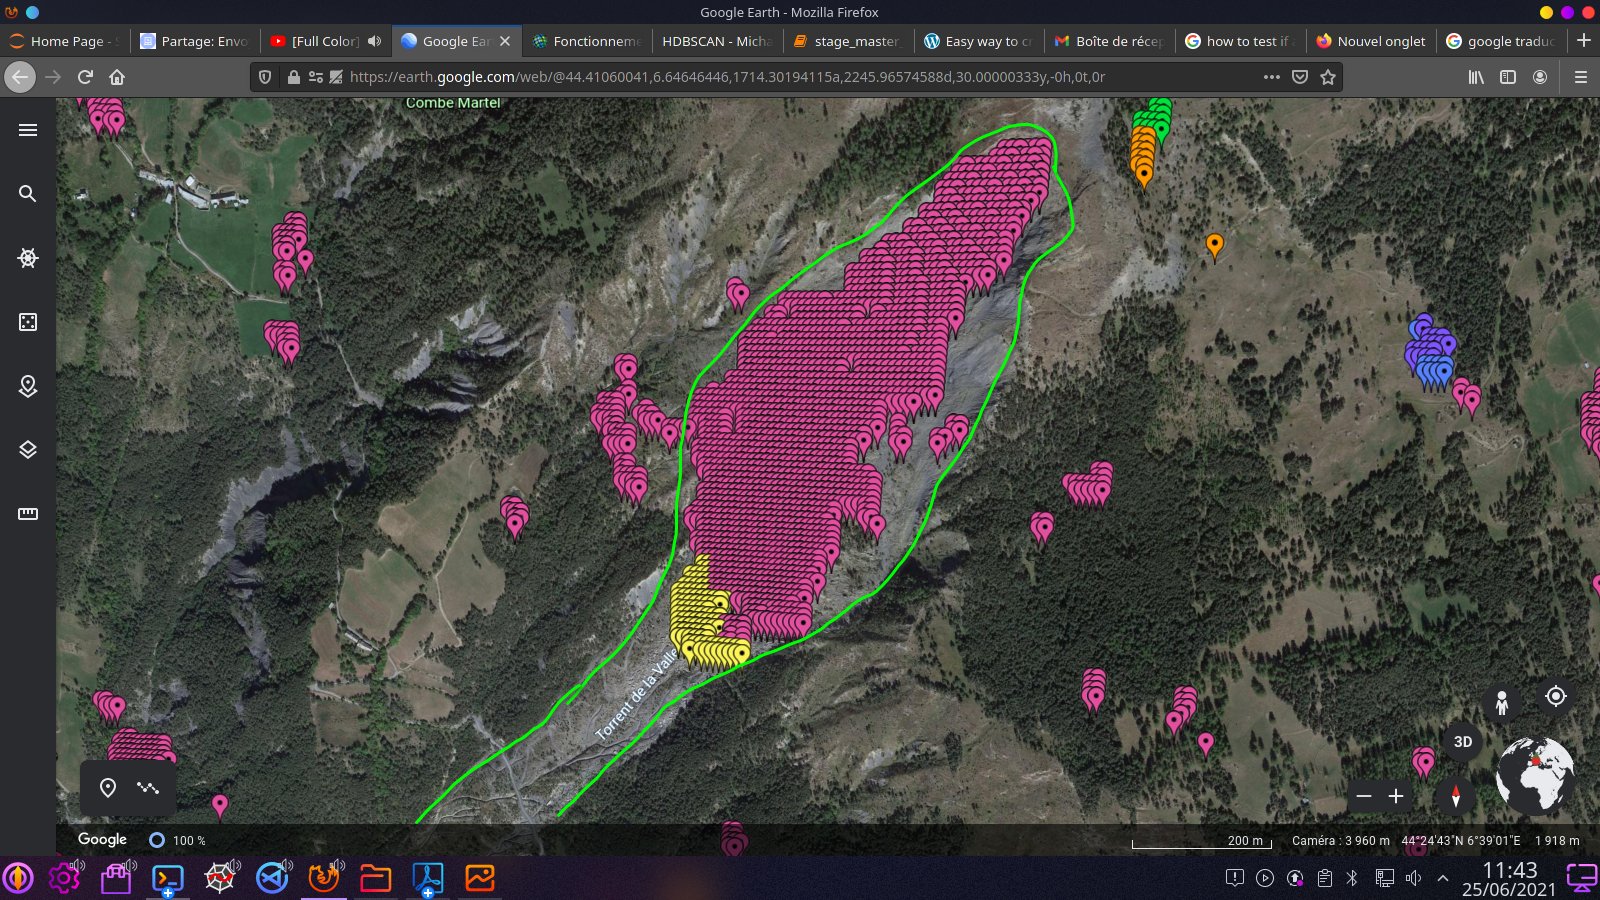 Google Earth - Mozilla Firefox
Home Page - S
Partage: Envo
[Full Color]
Google Ear
Fonctionneme
HDBSCAN - Micha
stage_master_
Easy way to cr
Boîte de récep
how to test if a
Nouvel onglet
google traduc
https://earth.google.com/web/@44.41060041,6.64646446,1714.30194115a,2245.96574588d,30.00000333y,-0h,0t,0r
Combe Martel
Torrent de la Valle
3D
Google
100 %
200 m
Caméra : 3 960 m
44°24'43"N 6°39'01"E
1 918 m
11:43
25/06/2021